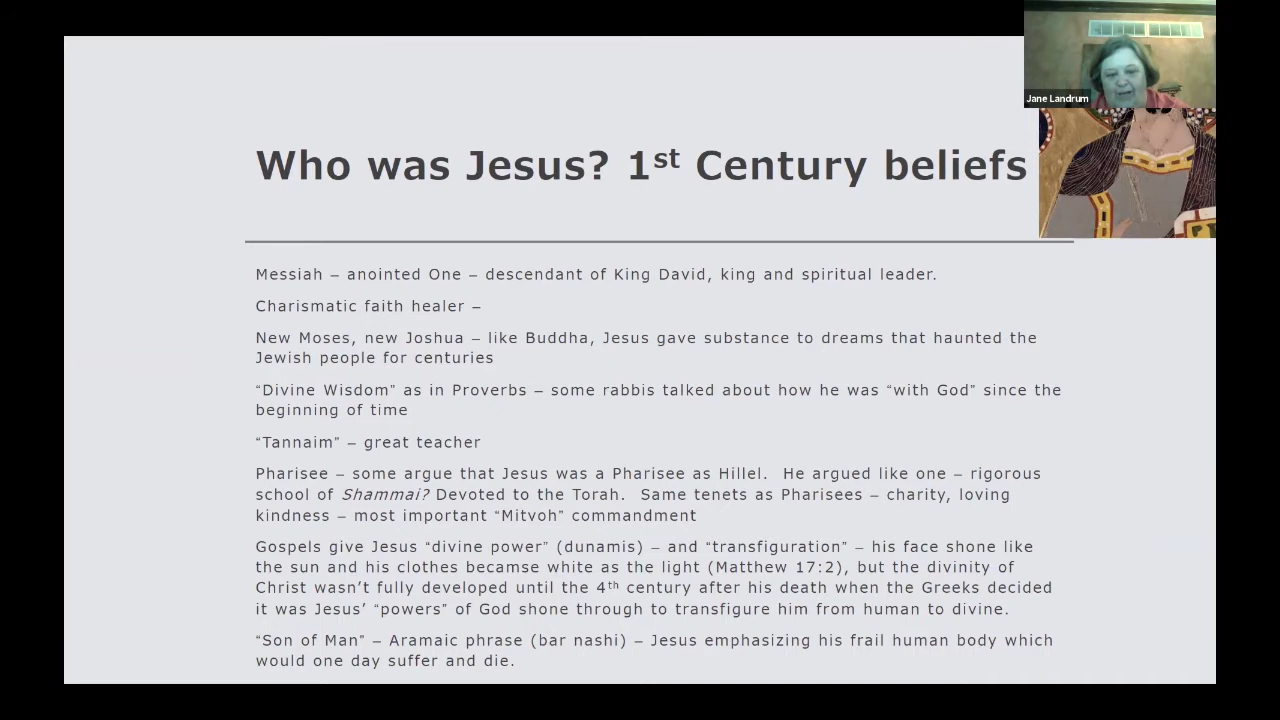 Jane Landrum
Who was Jesus? 1st Century beliefs
Messiah – anointed One – descendant of King David, king and spiritual leader.
Charismatic faith healer –
New Moses, new Joshua – like Buddha, Jesus gave substance to dreams that haunted the
Jewish people for centuries
“Divine Wisdom” as in Proverbs – some rabbis talked about how he was “with God” since the
beginning of time
“Tannaim” – great teacher
Pharisee – some argue that Jesus was a Pharisee as Hillel.  He argued like one – rigorous
school of Shammai? Devoted to the Torah.  Same tenets as Pharisees – charity, loving
kindness – most important “Mitvoh” commandment
Gospels give Jesus “divine power” (dunamis) – and “transfiguration” – his face shone like
the sun and his clothes becamse white as the light (Matthew 17:2), but the divinity of
Christ wasn’t fully developed until the 4th century after his death when the Greeks decided
it was Jesus’ “powers” of God shone through to transfigure him from human to divine.
“Son of Man” – Aramaic phrase (bar nashi) – Jesus emphasizing his frail human body which
would one day suffer and die.